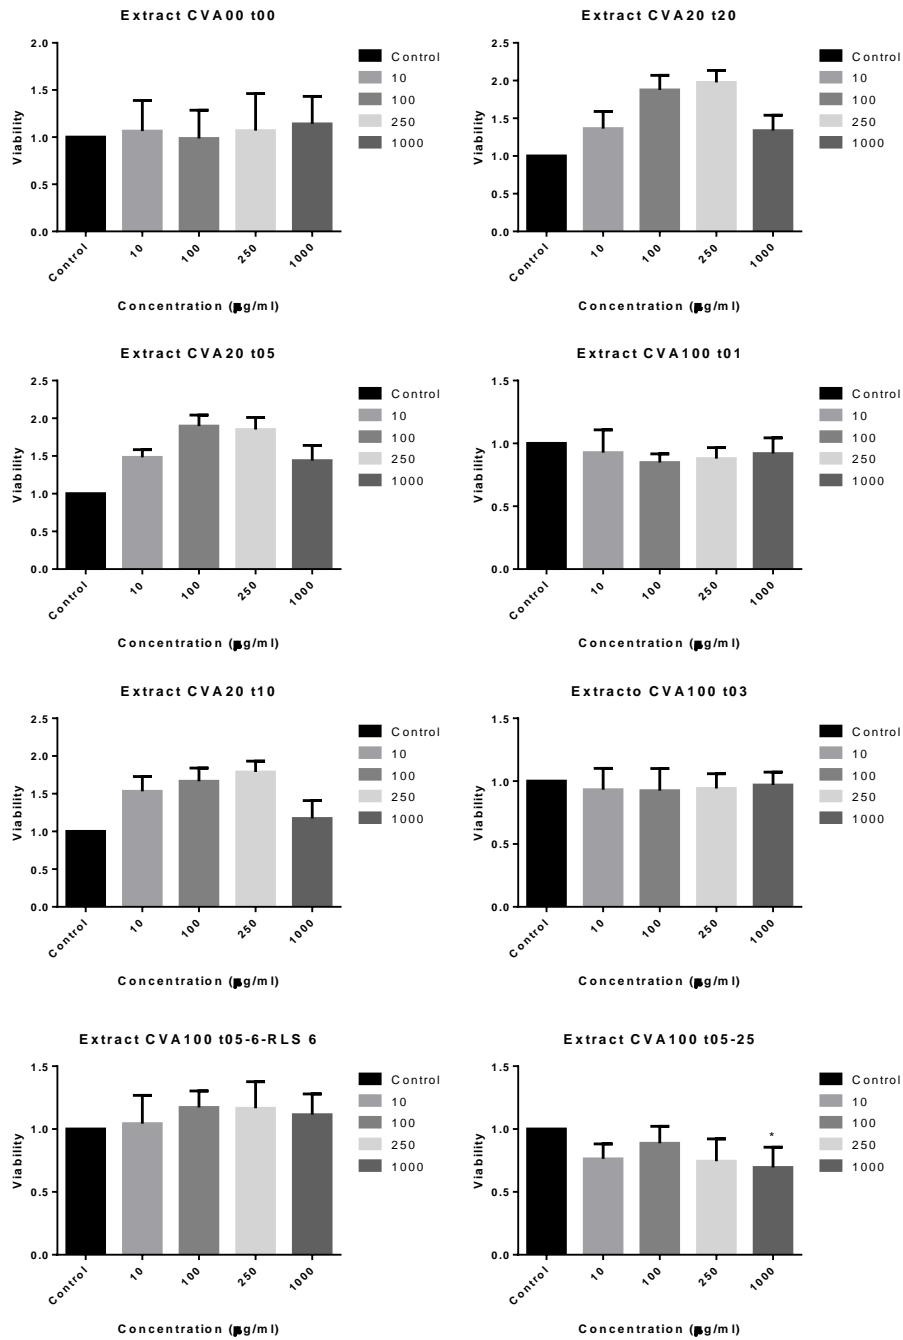 Extract CVA00 t00
2.0
1.5
1.0
0.5
0.0
Viability
Control
10
100
250
1000
Concentration (µg/ml)
Control
10
100
250
1000
Extract CVA20 t20
2.5
2.0
1.5
1.0
0.5
0.0
Viability
Control
10
100
250
1000
Concentration (µg/ml)
Control
10
100
250
1000
Extract CVA20 t05
2.5
2.0
1.5
1.0
0.5
0.0
Viability
Control
10
100
250
1000
Concentration (µg/ml)
Control
10
100
250
1000
Extract CVA100 t01
1.5
1.0
0.5
0.0
Viability
Control
10
100
250
1000
Concentration (µg/ml)
Control
10
100
250
1000
Extract CVA20 t10
2.5
2.0
1.5
1.0
0.5
0.0
Viability
Control
10
100
250
1000
Concentration (µg/ml)
Control
10
100
250
1000
Extracto CVA100 t03
1.5
1.0
0.5
0.0
Viability
Control
10
100
250
1000
Concentration (µg/ml)
Control
10
100
250
1000
Extract CVA100 t05-6-RLS 6
1.5
1.0
0.5
0.0
Viability
Control
10
100
250
1000
Concentration (µg/ml)
Control
10
100
250
1000
Extract CVA100 t05-25
1.5
1.0
0.5
0.0
Viability
*
Control
10
100
250
1000
Concentration (µg/ml)
Control
10
100
250
1000